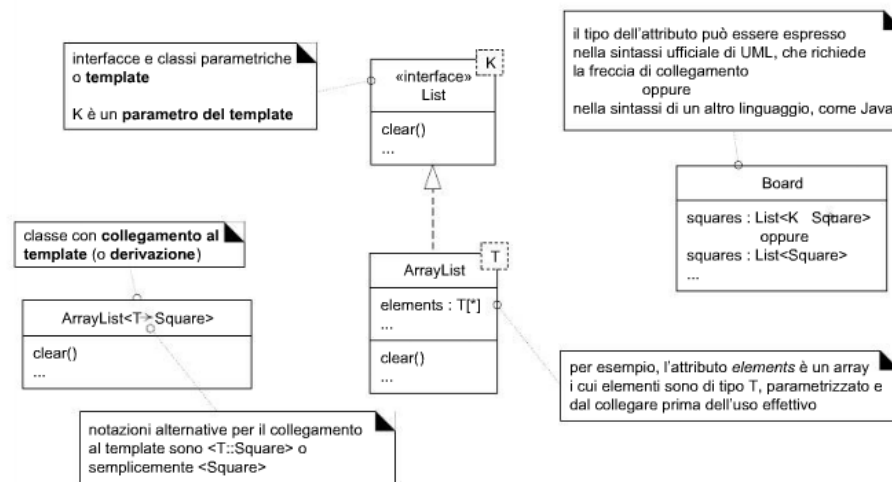 interfacce e classi parametriche
o template
K è un parametro del template
K
«interface»
List
clear()
...
il tipo dell'attributo può essere espresso
nella sintassi ufficiale di UML, che richiede
la freccia di collegamento
oppure
nella sintassi di un altro linguaggio, come Java
Board
squares : List<K Square>
oppure
squares : List<Square>
...
classe con collegamento al
template (o derivazione)
ArrayList<T->Square>
clear()
...
T
ArrayList
elements : T[*]
...
clear()
...
per esempio, l'attributo elements è un array
i cui elementi sono di tipo T, parametrizzato e
dal collegare prima dell'uso effettivo
notazioni alternative per il collegamento
al template sono <T::Square> o
semplicemente <Square>